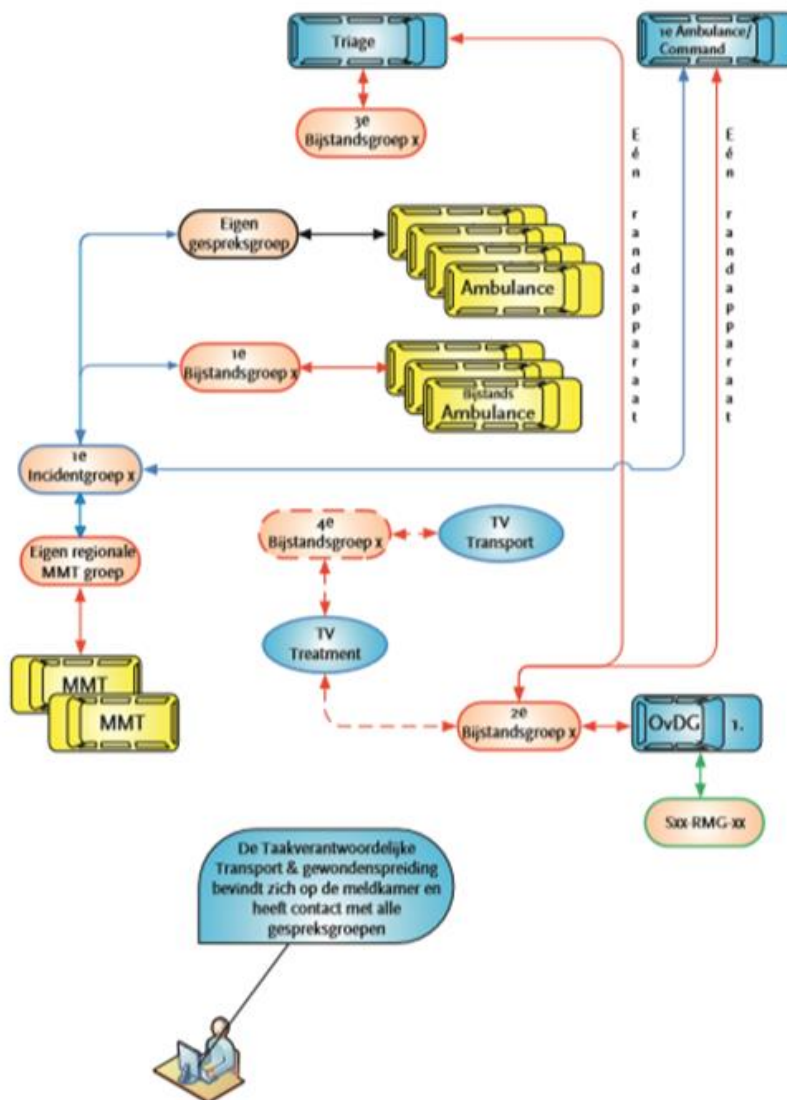 Triage
1e Ambulance/
Command
3e
Bijstandsgroep x
Eén randapparaat
Eén randapparaat
Eigen
gespreksgroep
Ambulance
1e
Bijstandsgroep x
Bijstands
Ambulance
1e
Incidentgroep x
4e
Bijstandsgroep x
TV
Transport
Eigen regionale
MMT groep
TV
Treatment
MMT
MMT
2e
Bijstandsgroep x
OvDG 1.
Sxx-RMG-xx
De Taakverantwoordelijke
Transport & gewondenspreiding
bevindt zich op de meldkamer en
heeft contact met alle
gespreksgroepen